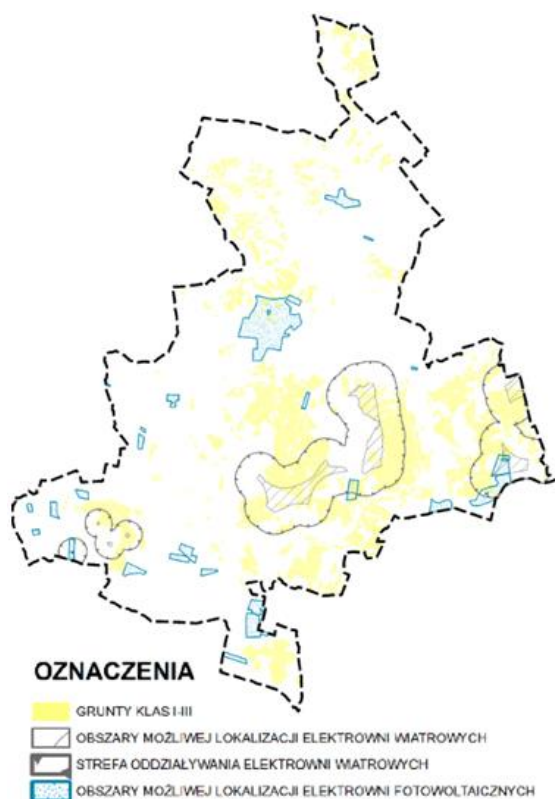 OZNACZENIA
GRUNTY KLAS I-III
OBSZARY MOŻLIWEJ LOKALIZACJI ELEKTROWNI WIATROWYCH
STREFA ODDZIAŁYWANIA ELEKTROWNI WIATROWYCH
OBSZARY MOŻLIWEJ LOKALIZACJI ELEKTROWNI FOTOWOLTAICZNYCH